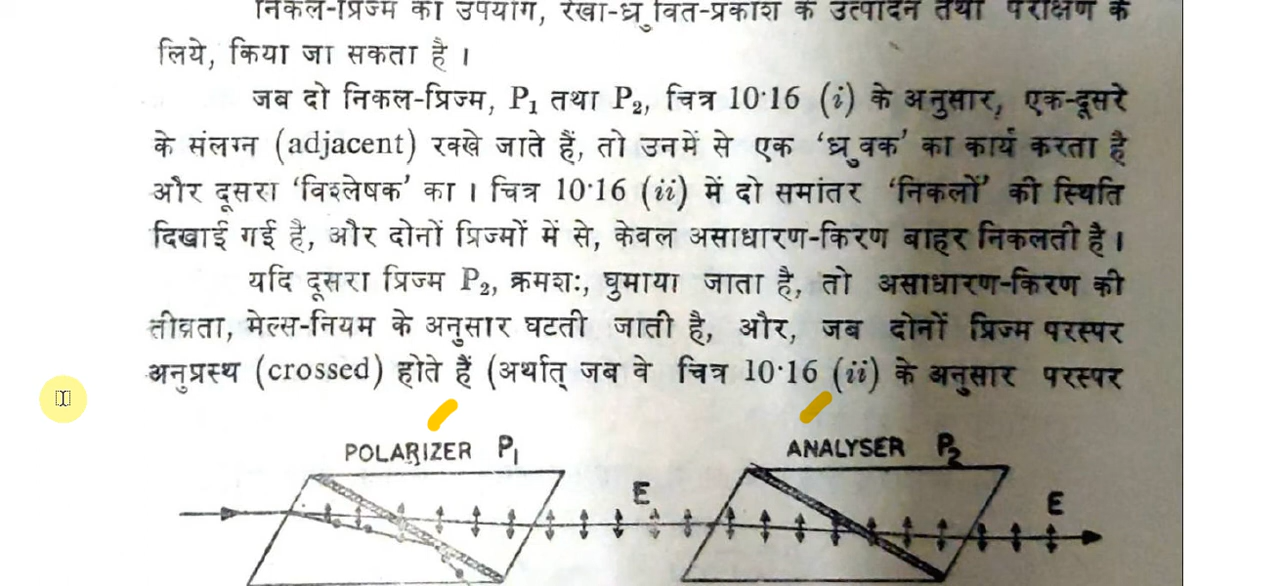 निकल-प्रिज्म का उपयोग, रेखा-ध्रुवित-प्रकाश के उत्पादन तथा परीक्षण के
लिये, किया जा सकता है ।
जब दो निकल-प्रिज्म, P₁ तथा P₂, चित्र 10·16 (i) के अनुसार, एक-दूसरे
के संलग्न (adjacent) रक्खे जाते हैं, तो उनमें से एक ‘ध्रुवक’ का कार्य करता है
और दूसरा ‘विश्लेषक’ का । चित्र 10·16 (ii) में दो समांतर ‘निकलों’ की स्थिति
दिखाई गई है, और दोनों प्रिज्मों में से, केवल असाधारण-किरण बाहर निकलती है ।
यदि दूसरा प्रिज्म P₂, क्रमशः, घुमाया जाता है, तो असाधारण-किरण की
तीव्रता, मेल्स-नियम के अनुसार घटती जाती है, और, जब दोनों प्रिज्म परस्पर
अनुप्रस्थ (crossed) होते हैं (अर्थात् जब वे चित्र 10·16 (ii) के अनुसार परस्पर
POLARIZER P₁
ANALYSER P₂
E
E